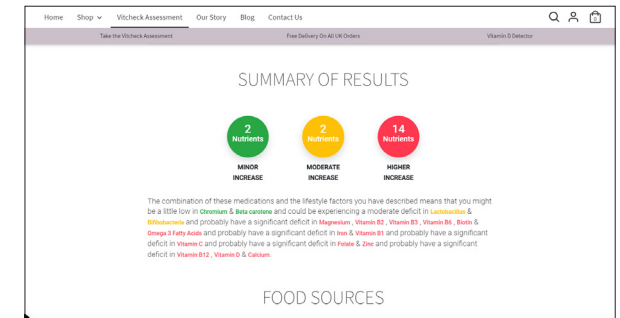 Home Shop Vitcheck Assessment Our Story Blog Contact Us 0
Take the Vitcheck Assessment Free Delivery On All UK Orders Vitamin D Detector
SUMMARY OF RESULTS
2 2 14
Nutrients Nutrients Nutrients
MINOR MODERATE HIGHER
INCREASE INCREASE INCREASE
The combination of these medications and the lifestyle factors you have described means that you might
be a little low in Chromium & Beta carotene and could be experiencing a moderate deficit in Lactobacillus &
Bifidobacteria and probably have a significant deficit in Magnesium , Vitamin B2 , Vitamin B3 , Vitamin B6 , Biotin &
Omega 3 Fatty Acids and probably have a significant deficit in Iron & Vitamin B1 and probably have a significant
deficit in Vitamin C and probably have a significant deficit in Folate & Zinc and probably have a significant
deficit in Vitamin B12 , Vitamin D & Calcium.
FOOD SOURCES